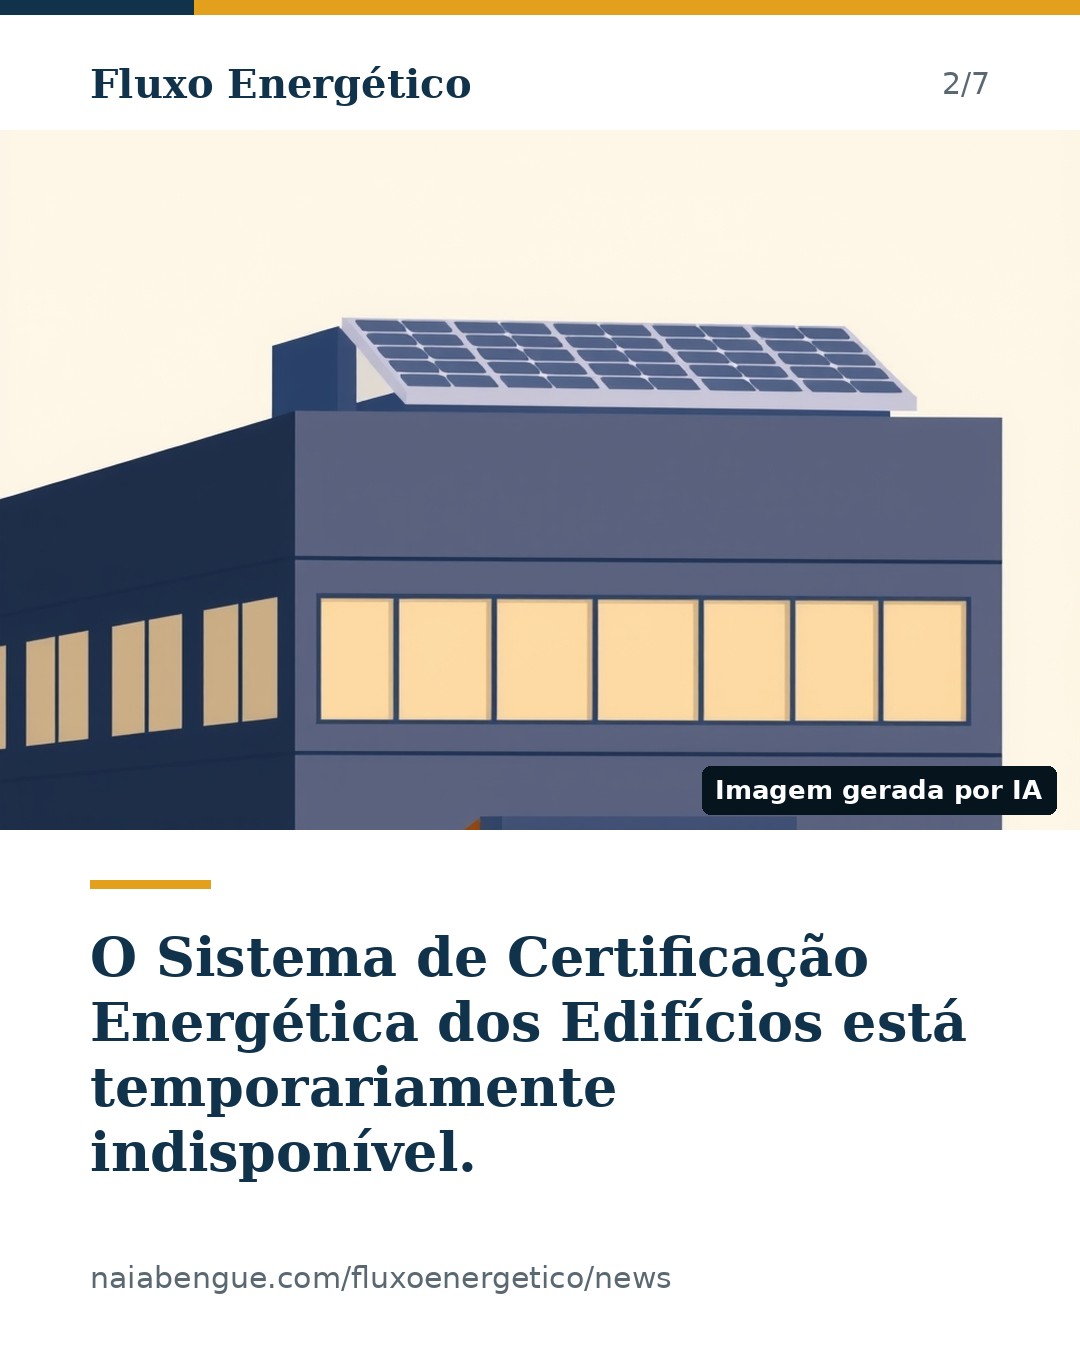 Fluxo Energético
2/7
Imagem gerada por IA
O Sistema de Certificação
Energética dos Edifícios está
temporariamente
indisponível.
naiabengue.com/fluxoenergetico/news